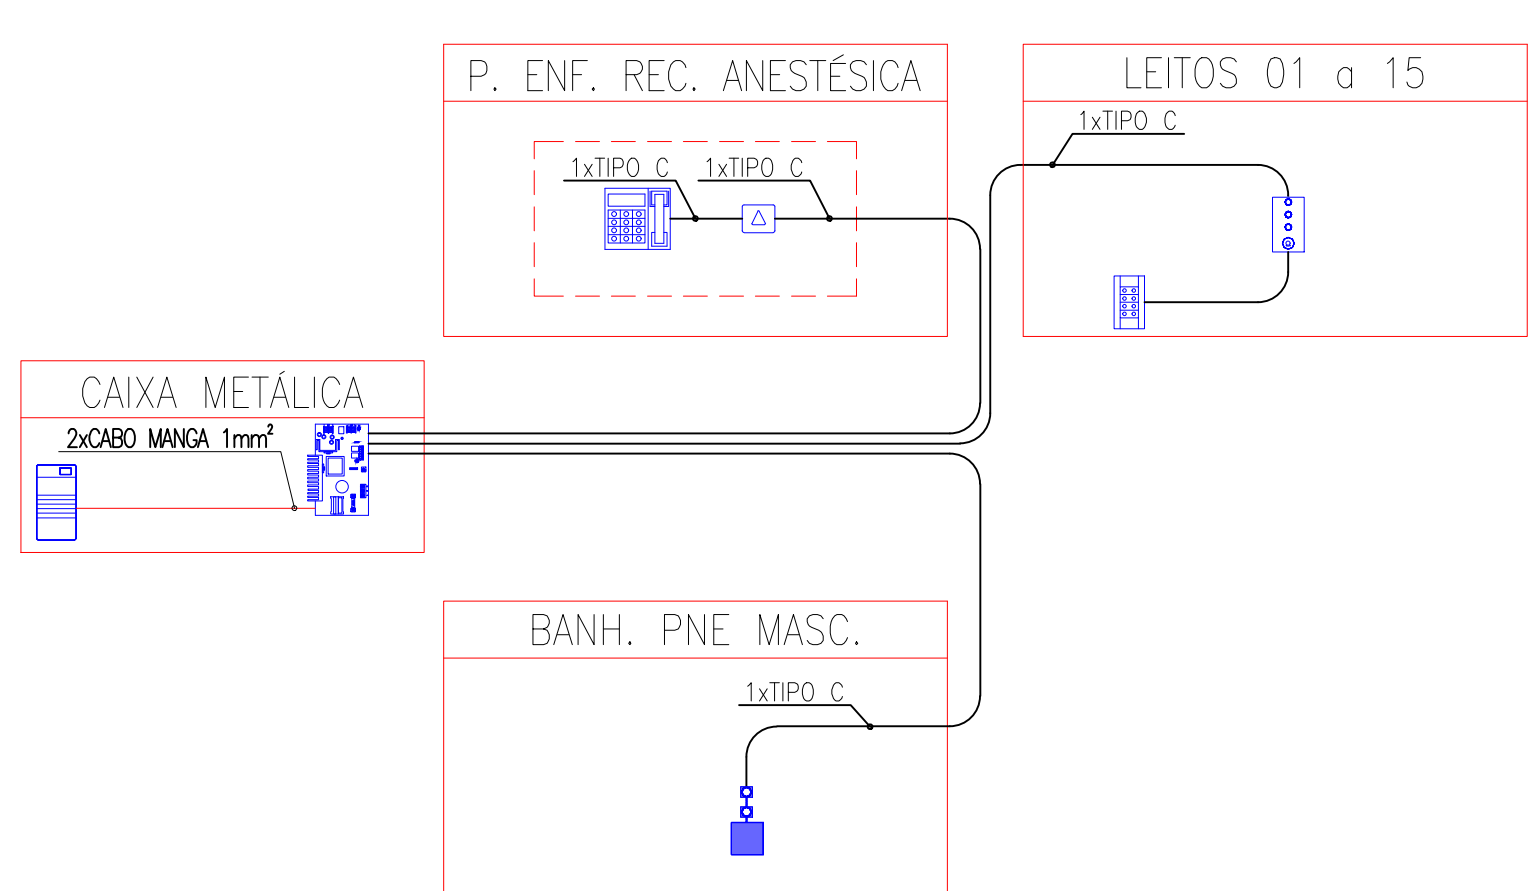 P. ENF. REC. ANESTÉSICA
1xTIPO C
1xTIPO C
LEITOS 01 a 15
1xTIPO C
CAIXA METÁLICA
2xCABO MANGA 1mm²
BANH. PNE MASC.
1xTIPO C